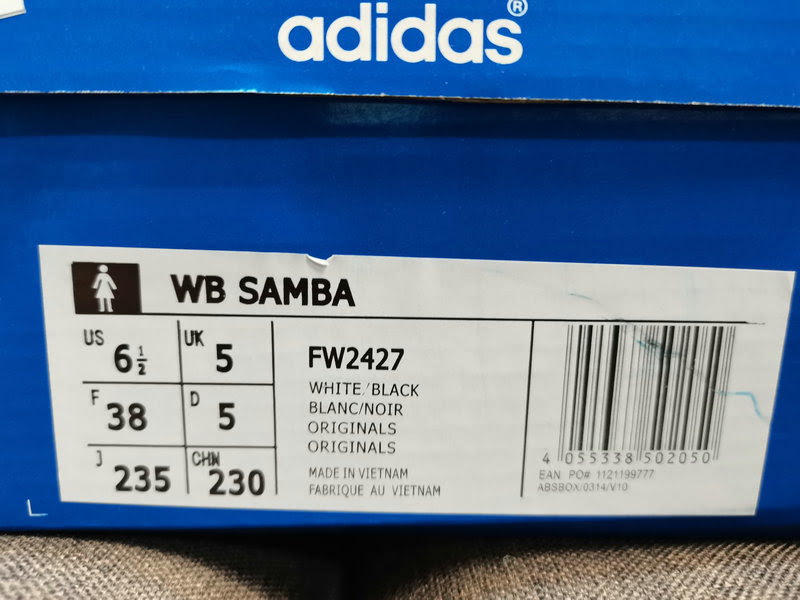 adidas®
WB SAMBA
US 6½ UK 5
F 38 D 5
J 235 CHN 230
FW2427
WHITE/BLACK
BLANC/NOIR
ORIGINALS
ORIGINALS
MADE IN VIETNAM
FABRIQUE AU VIETNAM
4 055338 502050
EAN PO# 1121199777
ABSBOX/0314/V10